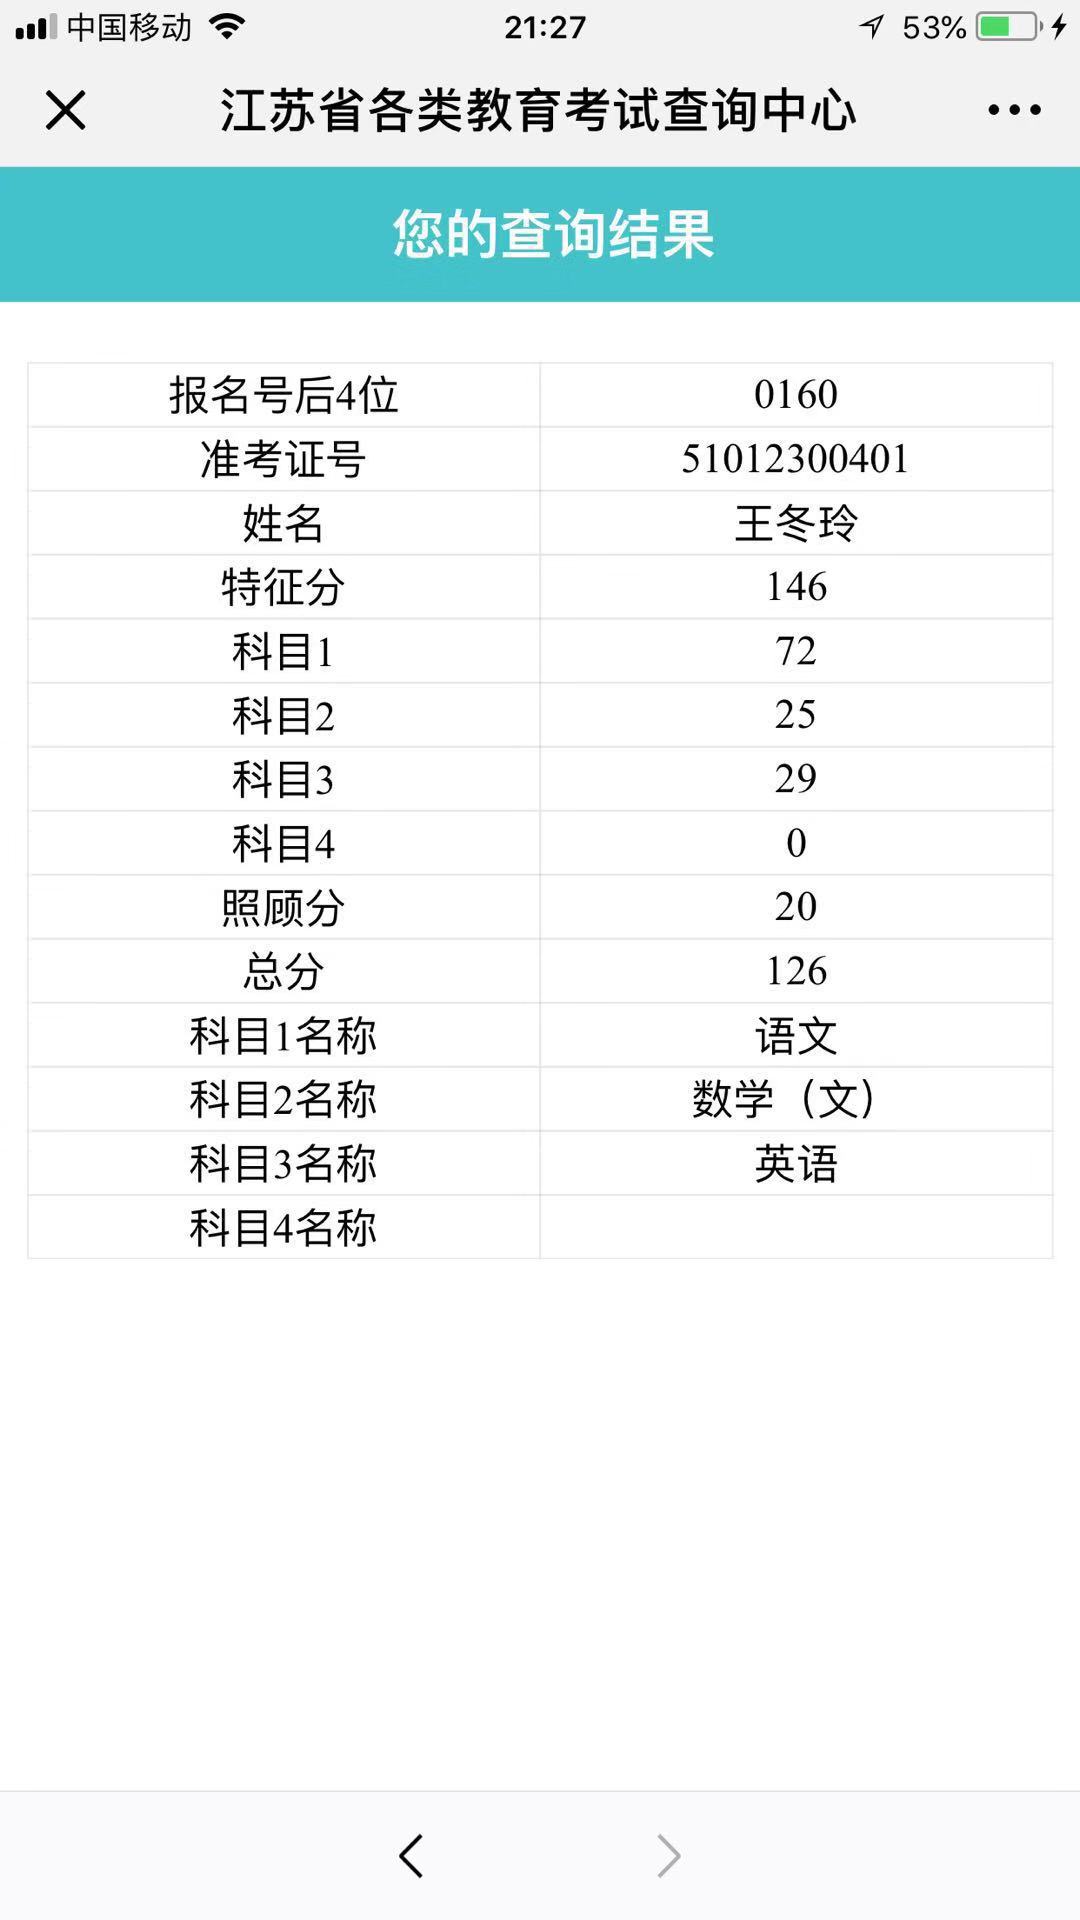 中国移动 21:27 53%
江苏省各类教育考试查询中心
您的查询结果
报名号后4位 0160
准考证号 51012300401
姓名 王冬玲
特征分 146
科目1 72
科目2 25
科目3 29
科目4 0
照顾分 20
总分 126
科目1名称 语文
科目2名称 数学（文）
科目3名称 英语
科目4名称